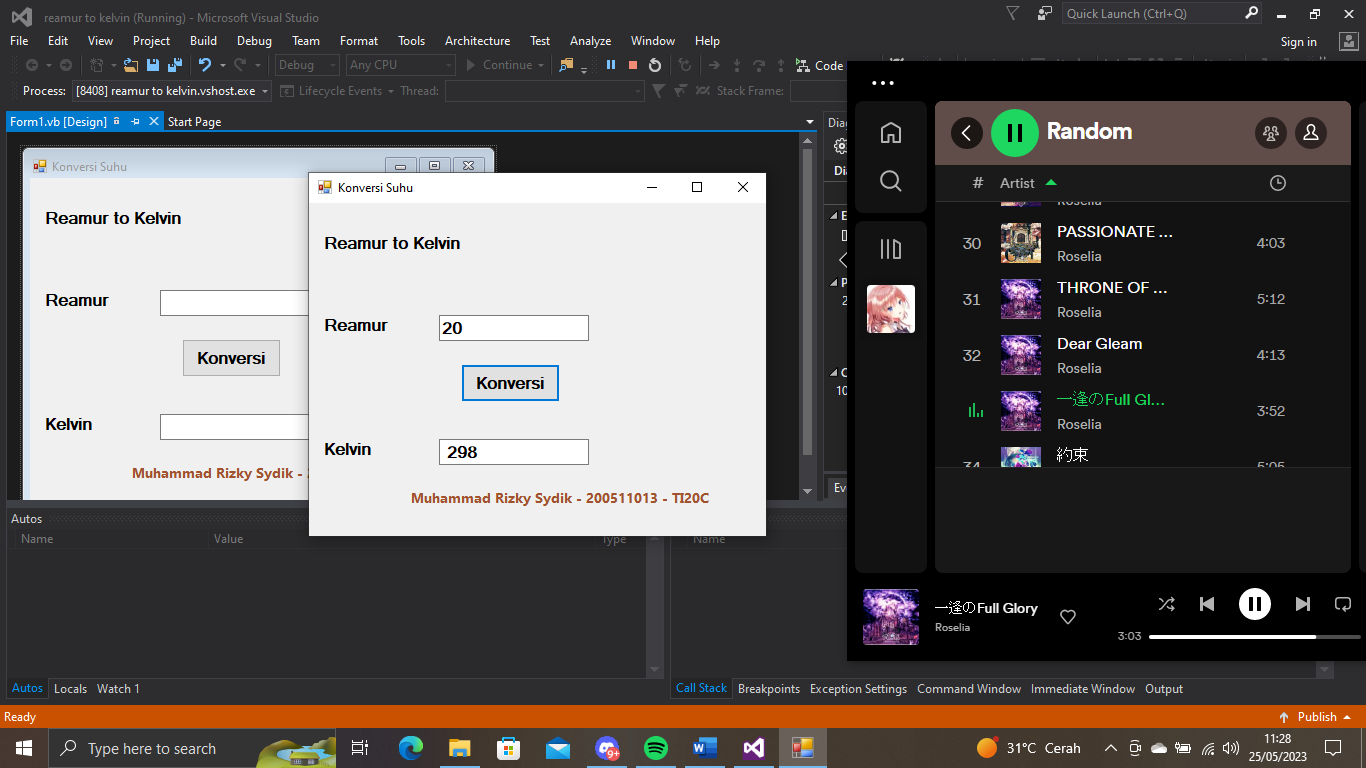 reamur to kelvin (Running) - Microsoft Visual Studio
Quick Launch (Ctrl+Q)
File Edit View Project Build Debug Team Format Tools Architecture Test Analyze Window Help
Sign in
Debug Any CPU Continue Code
Process: [8408] reamur to kelvin.vshost.exe Lifecycle Events Thread: Stack Frame:
Form1.vb [Design] Start Page
Konversi Suhu
Reamur to Kelvin
Reamur
Konversi
Kelvin
Muhammad Rizky Sydik -
Konversi Suhu
Reamur to Kelvin
Reamur 20
Konversi
Kelvin 298
Muhammad Rizky Sydik - 200511013 - TI20C
Random
# Artist
Roselia
30 PASSIONATE ... 4:03
Roselia
31 THRONE OF ... 5:12
Roselia
32 Dear Gleam 4:13
Roselia
一逢のFull Gl... 3:52
Roselia
34 約束 5:05
一逢のFull Glory
Roselia
3:03
Autos
Name Value Type
Name
Autos Locals Watch 1
Call Stack Breakpoints Exception Settings Command Window Immediate Window Output
Ready
Publish
Type here to search
9+
31°C Cerah
11:28
25/05/2023